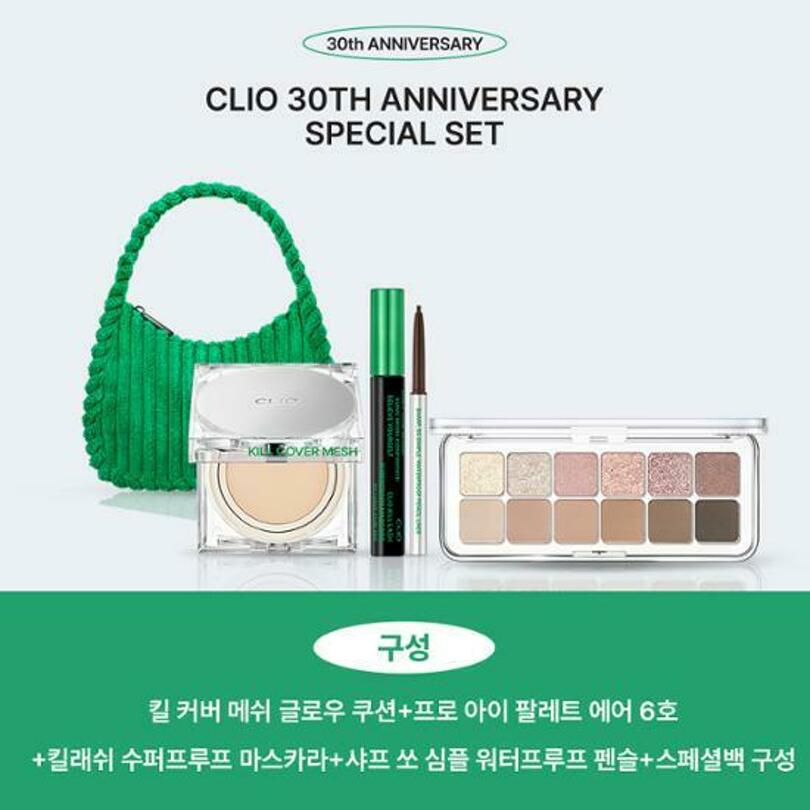 30th ANNIVERSARY
CLIO 30TH ANNIVERSARY
SPECIAL SET
CLIO
KILL COVER MESH
구성
킬 커버 메쉬 글로우 쿠션+프로 아이 팔레트 에어 6호
+킬래쉬 수퍼프루프 마스카라+샤프 쏘 심플 워터프루프 펜슬+스페셜백 구성